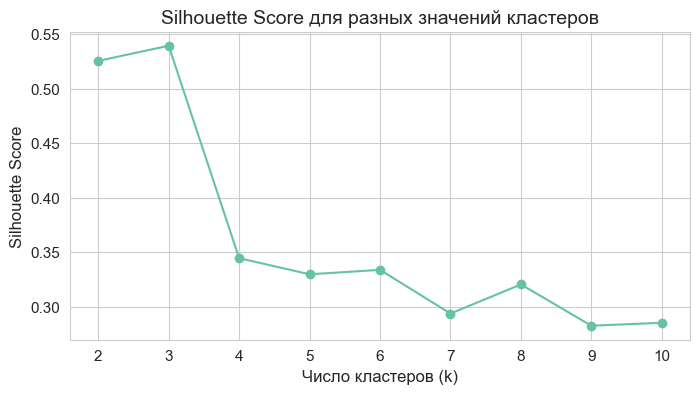 Silhouette Score для разных значений кластеров
Silhouette Score
0.55
0.50
0.45
0.40
0.35
0.30
2 3 4 5 6 7 8 9 10
Число кластеров (k)